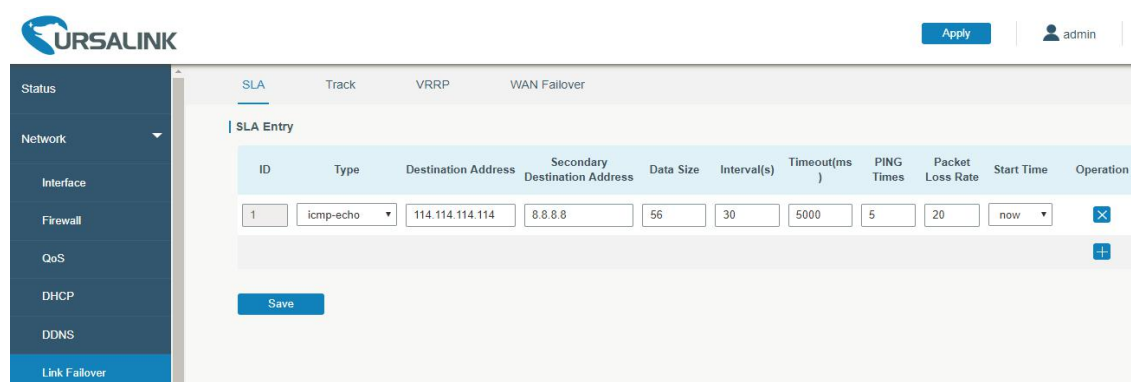 URSALINK
Apply
admin
Status
Network
Interface
Firewall
QoS
DHCP
DDNS
Link Failover
SLA Track VRRP WAN Failover
SLA Entry
ID Type Destination Address Secondary Destination Address Data Size Interval(s) Timeout(ms) PING Times Packet Loss Rate Start Time Operation
1 icmp-echo 114.114.114.114 8.8.8.8 56 30 5000 5 20 now
Save